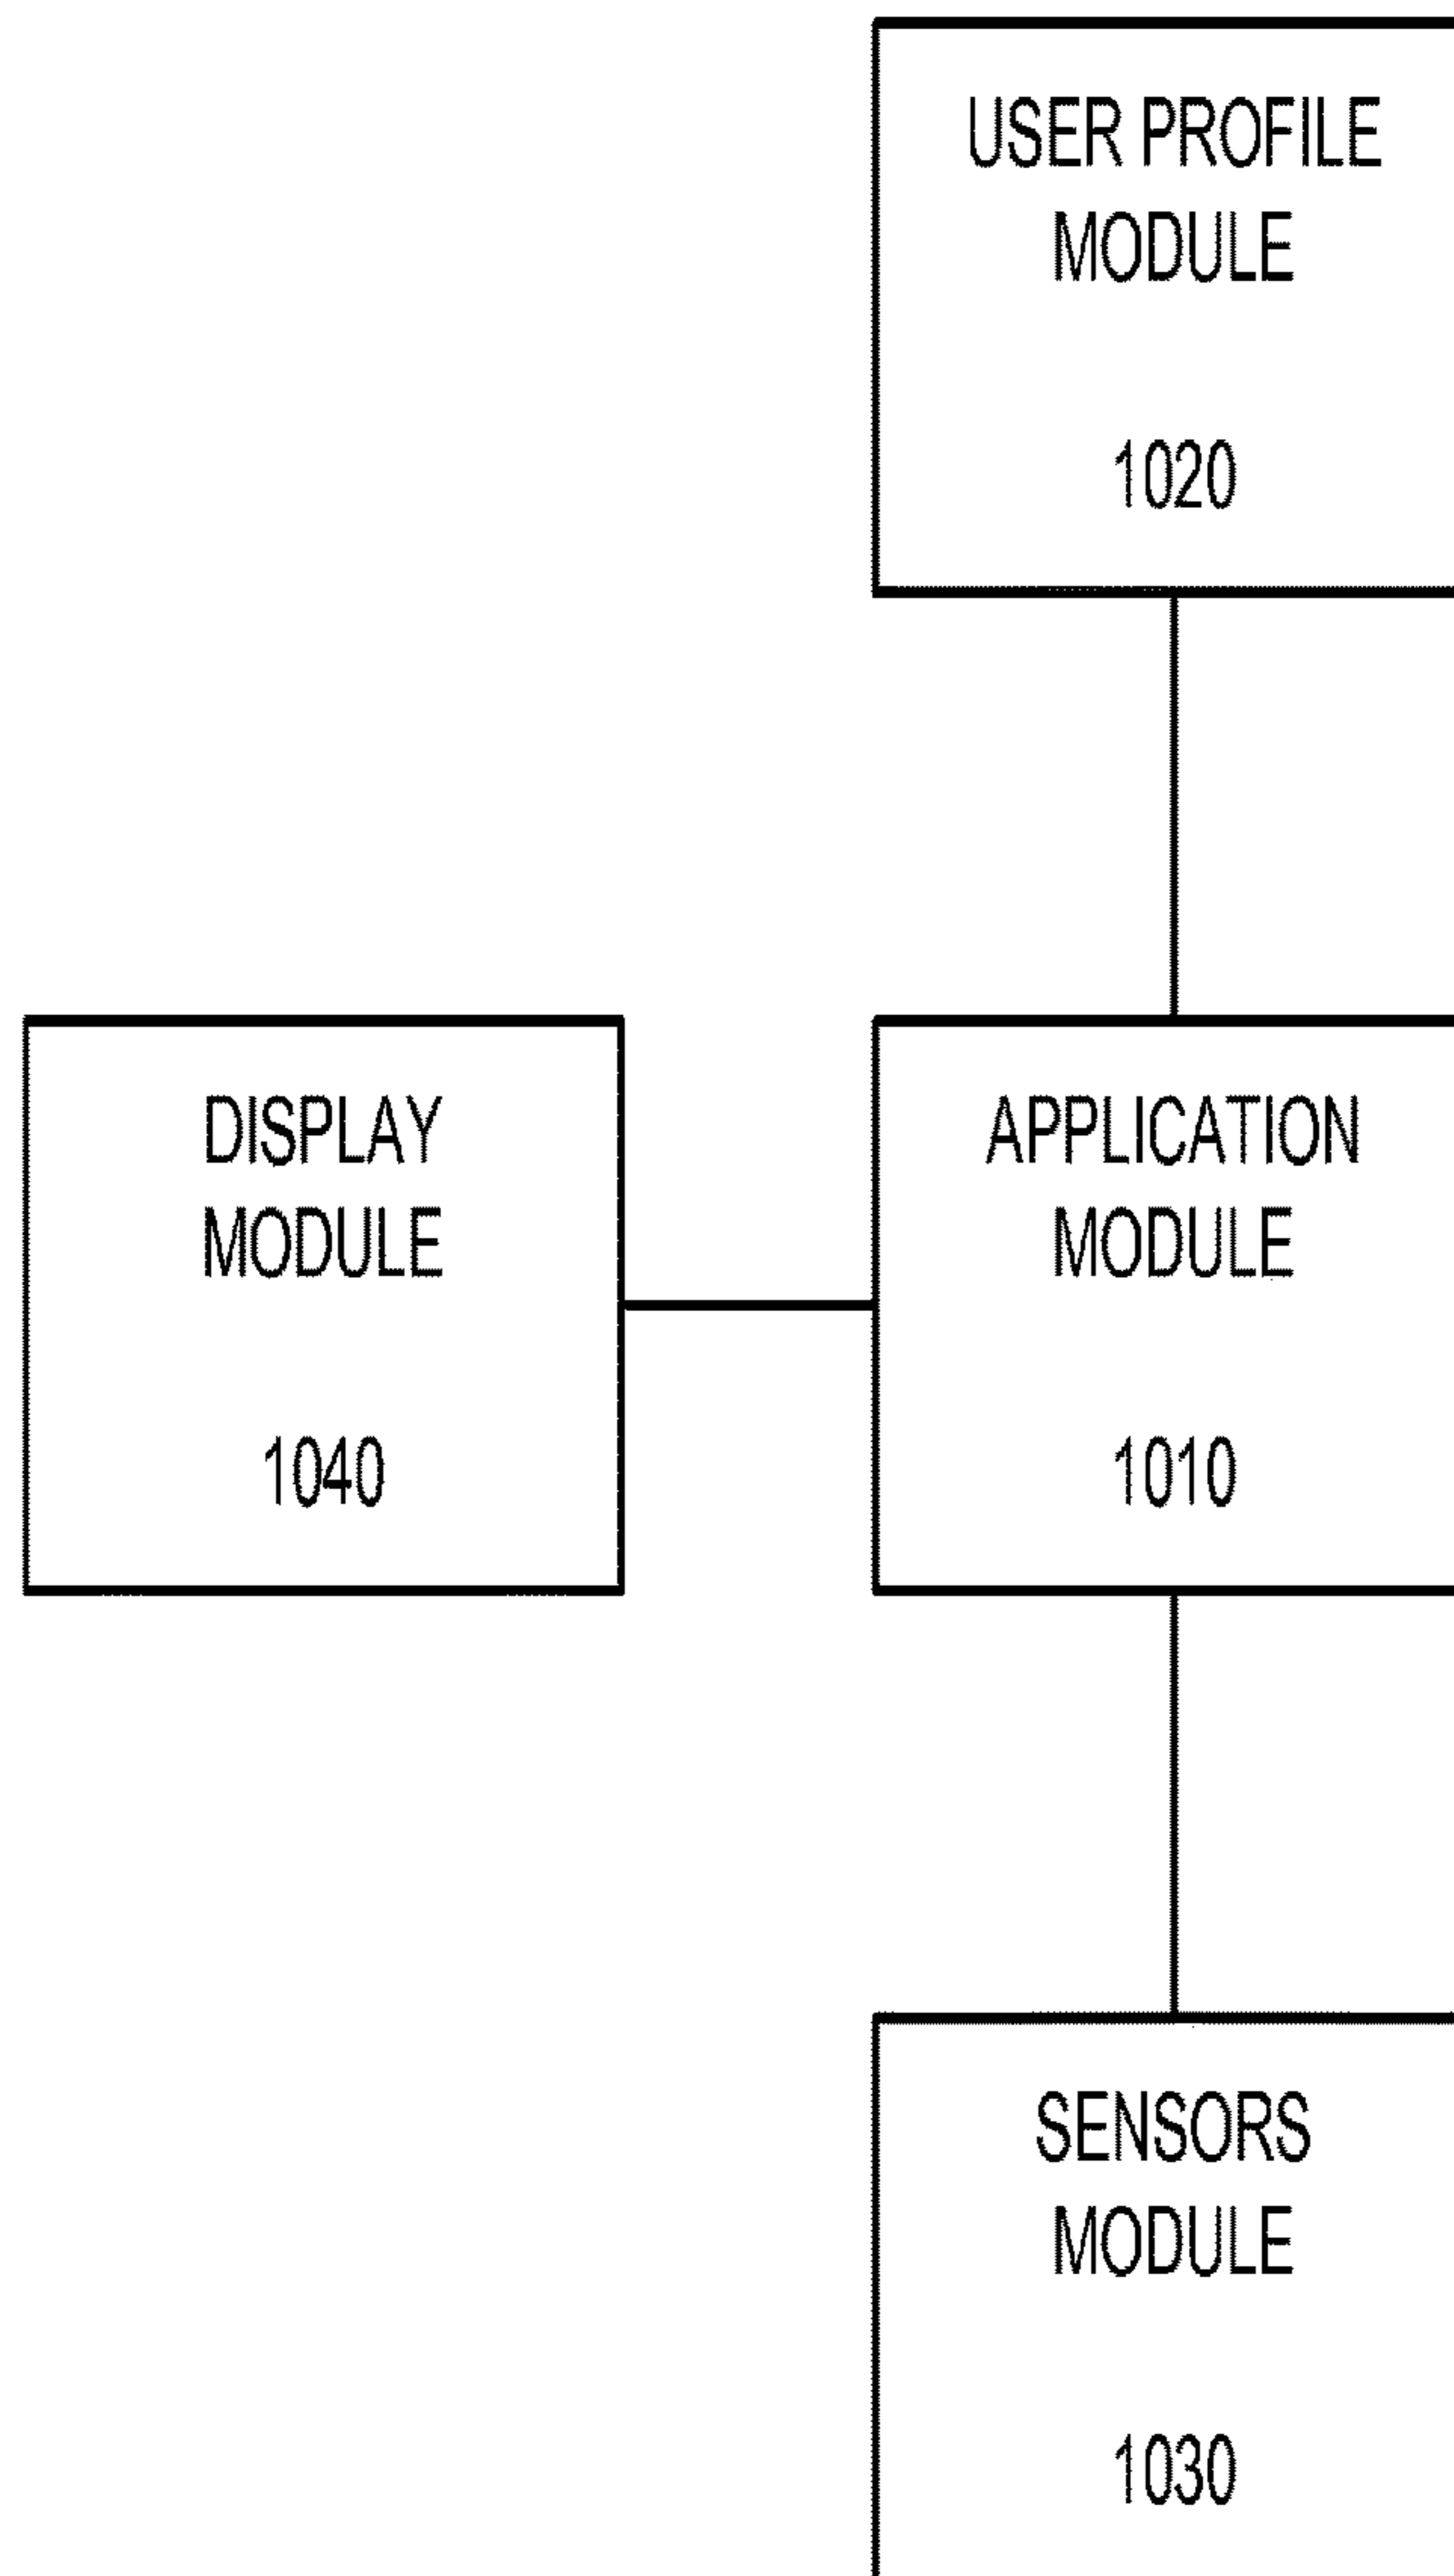 USER PROFILE
MODULE
1020
DISPLAY
MODULE
1040
APPLICATION
MODULE
1010
SENSORS
MODULE
1030